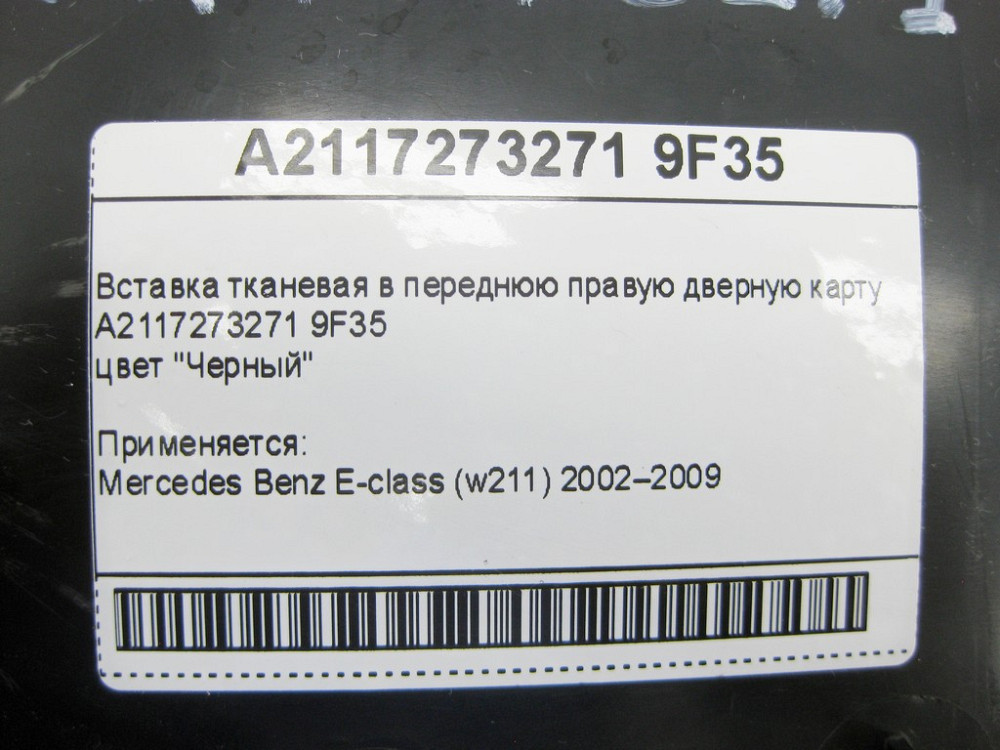 A2117273271 9F35
Вставка тканевая в переднюю правую дверную карту
A2117273271 9F35
цвет "Черный"
Применяется:
Mercedes Benz E-class (w211) 2002–2009